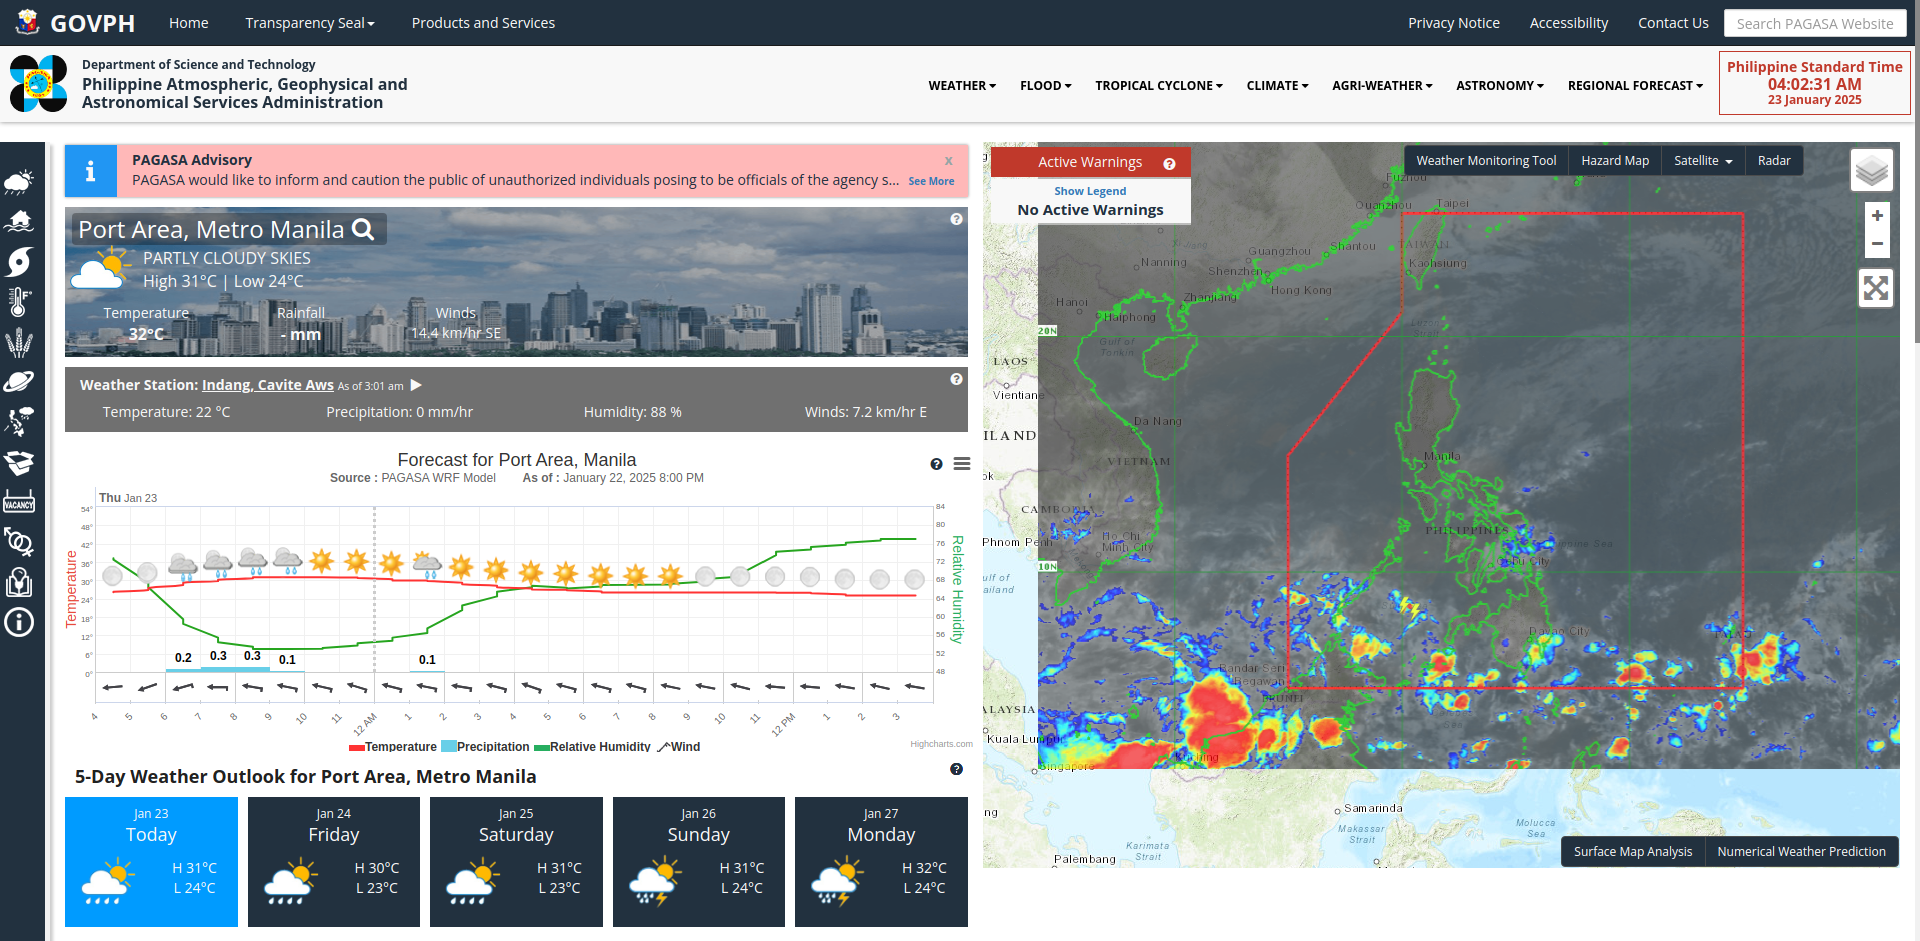 GOVPH
Home
Transparency Seal
Products and Services
Privacy Notice
Accessibility
Contact Us
Search PAGASA Website
Department of Science and Technology
Philippine Atmospheric, Geophysical and
Astronomical Services Administration
WEATHER
FLOOD
TROPICAL CYCLONE
CLIMATE
AGRI-WEATHER
ASTRONOMY
REGIONAL FORECAST
Philippine Standard Time
04:02:31 AM
23 January 2025
VACANCY
PAGASA Advisory
x
PAGASA would like to inform and caution the public of unauthorized individuals posing to be officials of the agency s... See More
Port Area, Metro Manila
PARTLY CLOUDY SKIES
High 31°C | Low 24°C
Temperature Rainfall Winds
32°C - mm 14.4 km/hr SE
Weather Station: Indang, Cavite Aws As of 3:01 am
Temperature: 22 °C Precipitation: 0 mm/hr Humidity: 88 % Winds: 7.2 km/hr E
Forecast for Port Area, Manila
Source : PAGASA WRF Model As of : January 22, 2025 8:00 PM
Thu Jan 23
Temperature
54°
48°
42°
36°
30°
24°
18°
12°
6°
0°
0.2 0.3 0.3 0.1 0.1
84
80
76
72
68
64
60
56
52
48
Relative Humidity
4 5 6 7 8 9 10 11 12 AM 1 2 3 4 5 6 7 8 9 10 11 12 PM 1 2 3
Temperature Precipitation Relative Humidity Wind
Highcharts.com
5-Day Weather Outlook for Port Area, Metro Manila
Jan 23
Today
H 31°C
L 24°C
Jan 24
Friday
H 30°C
L 23°C
Jan 25
Saturday
H 31°C
L 23°C
Jan 26
Sunday
H 31°C
L 24°C
Jan 27
Monday
H 32°C
L 24°C
Active Warnings
Show Legend
No Active Warnings
Weather Monitoring Tool
Hazard Map
Satellite
Radar
+
−
Fuzhou
Quanzhou
Taipei
Shantou
TAIWAN
Guangzhou
Nanning
Shenzhen
Kaohsiung
Hong Kong
Zhanjiang
Hanoi
Haiphong
20N
Luzon
Strait
Gulf of
Tonkin
LAOS
Vientiane
Da Nang
ILAND
VIETNAM
Manila
CAMBODIA
PHILIPPINES
Phnom Penh
Ho Chi
Minh City
Cebu City
10N
ulf of
ailand
Davao City
PALAU
Bandar Seri
Begawan
BRUNEI
ALAYSIA
Kuala Lumpur
Kuching
Singapore
ng
Samarinda
Makassar
Strait
Molucca
Sea
Karimata
Strait
Palembang
Surface Map Analysis
Numerical Weather Prediction